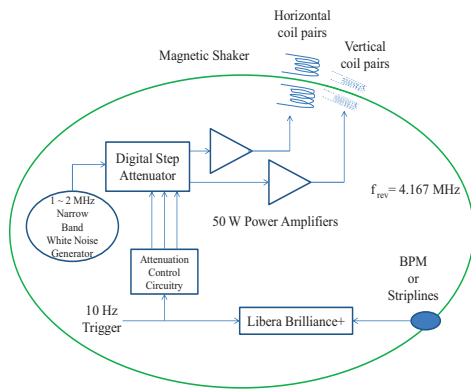 Horizontal
coil pairs
Magnetic Shaker
Vertical
coil pairs
Digital Step
Attenuator
f_rev = 4.167 MHz
1 ~ 2 MHz
Narrow
Band
White Noise
Generator
50 W Power Amplifiers
Attenuation
Control
Circuitry
BPM
or
Striplines
10 Hz
Trigger
Libera Brilliance+